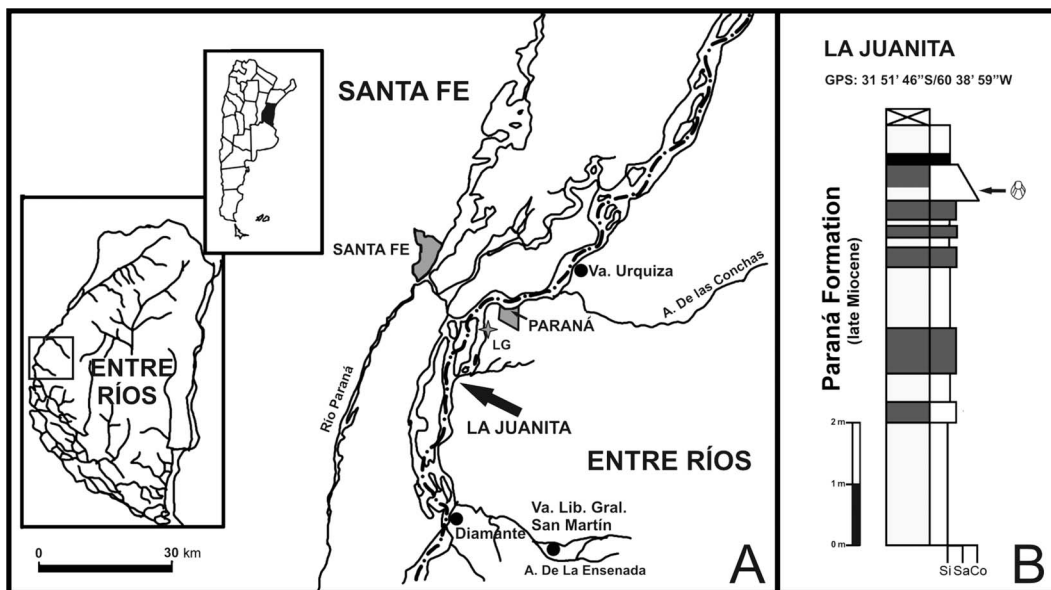 SANTA FE
SANTA FE
Va. Urquiza
A. De las Conchas
PARANÁ
LG
Río Paraná
LA JUANITA
ENTRE
RÍOS
ENTRE RÍOS
Va. Lib. Gral.
San Martín
Diamante
A. De La Ensenada
0 30 km
A
LA JUANITA
GPS: 31 51' 46"S/60 38' 59"W
Paraná Formation
(late Miocene)
2 m
1 m
0 m
Si SaCo
B